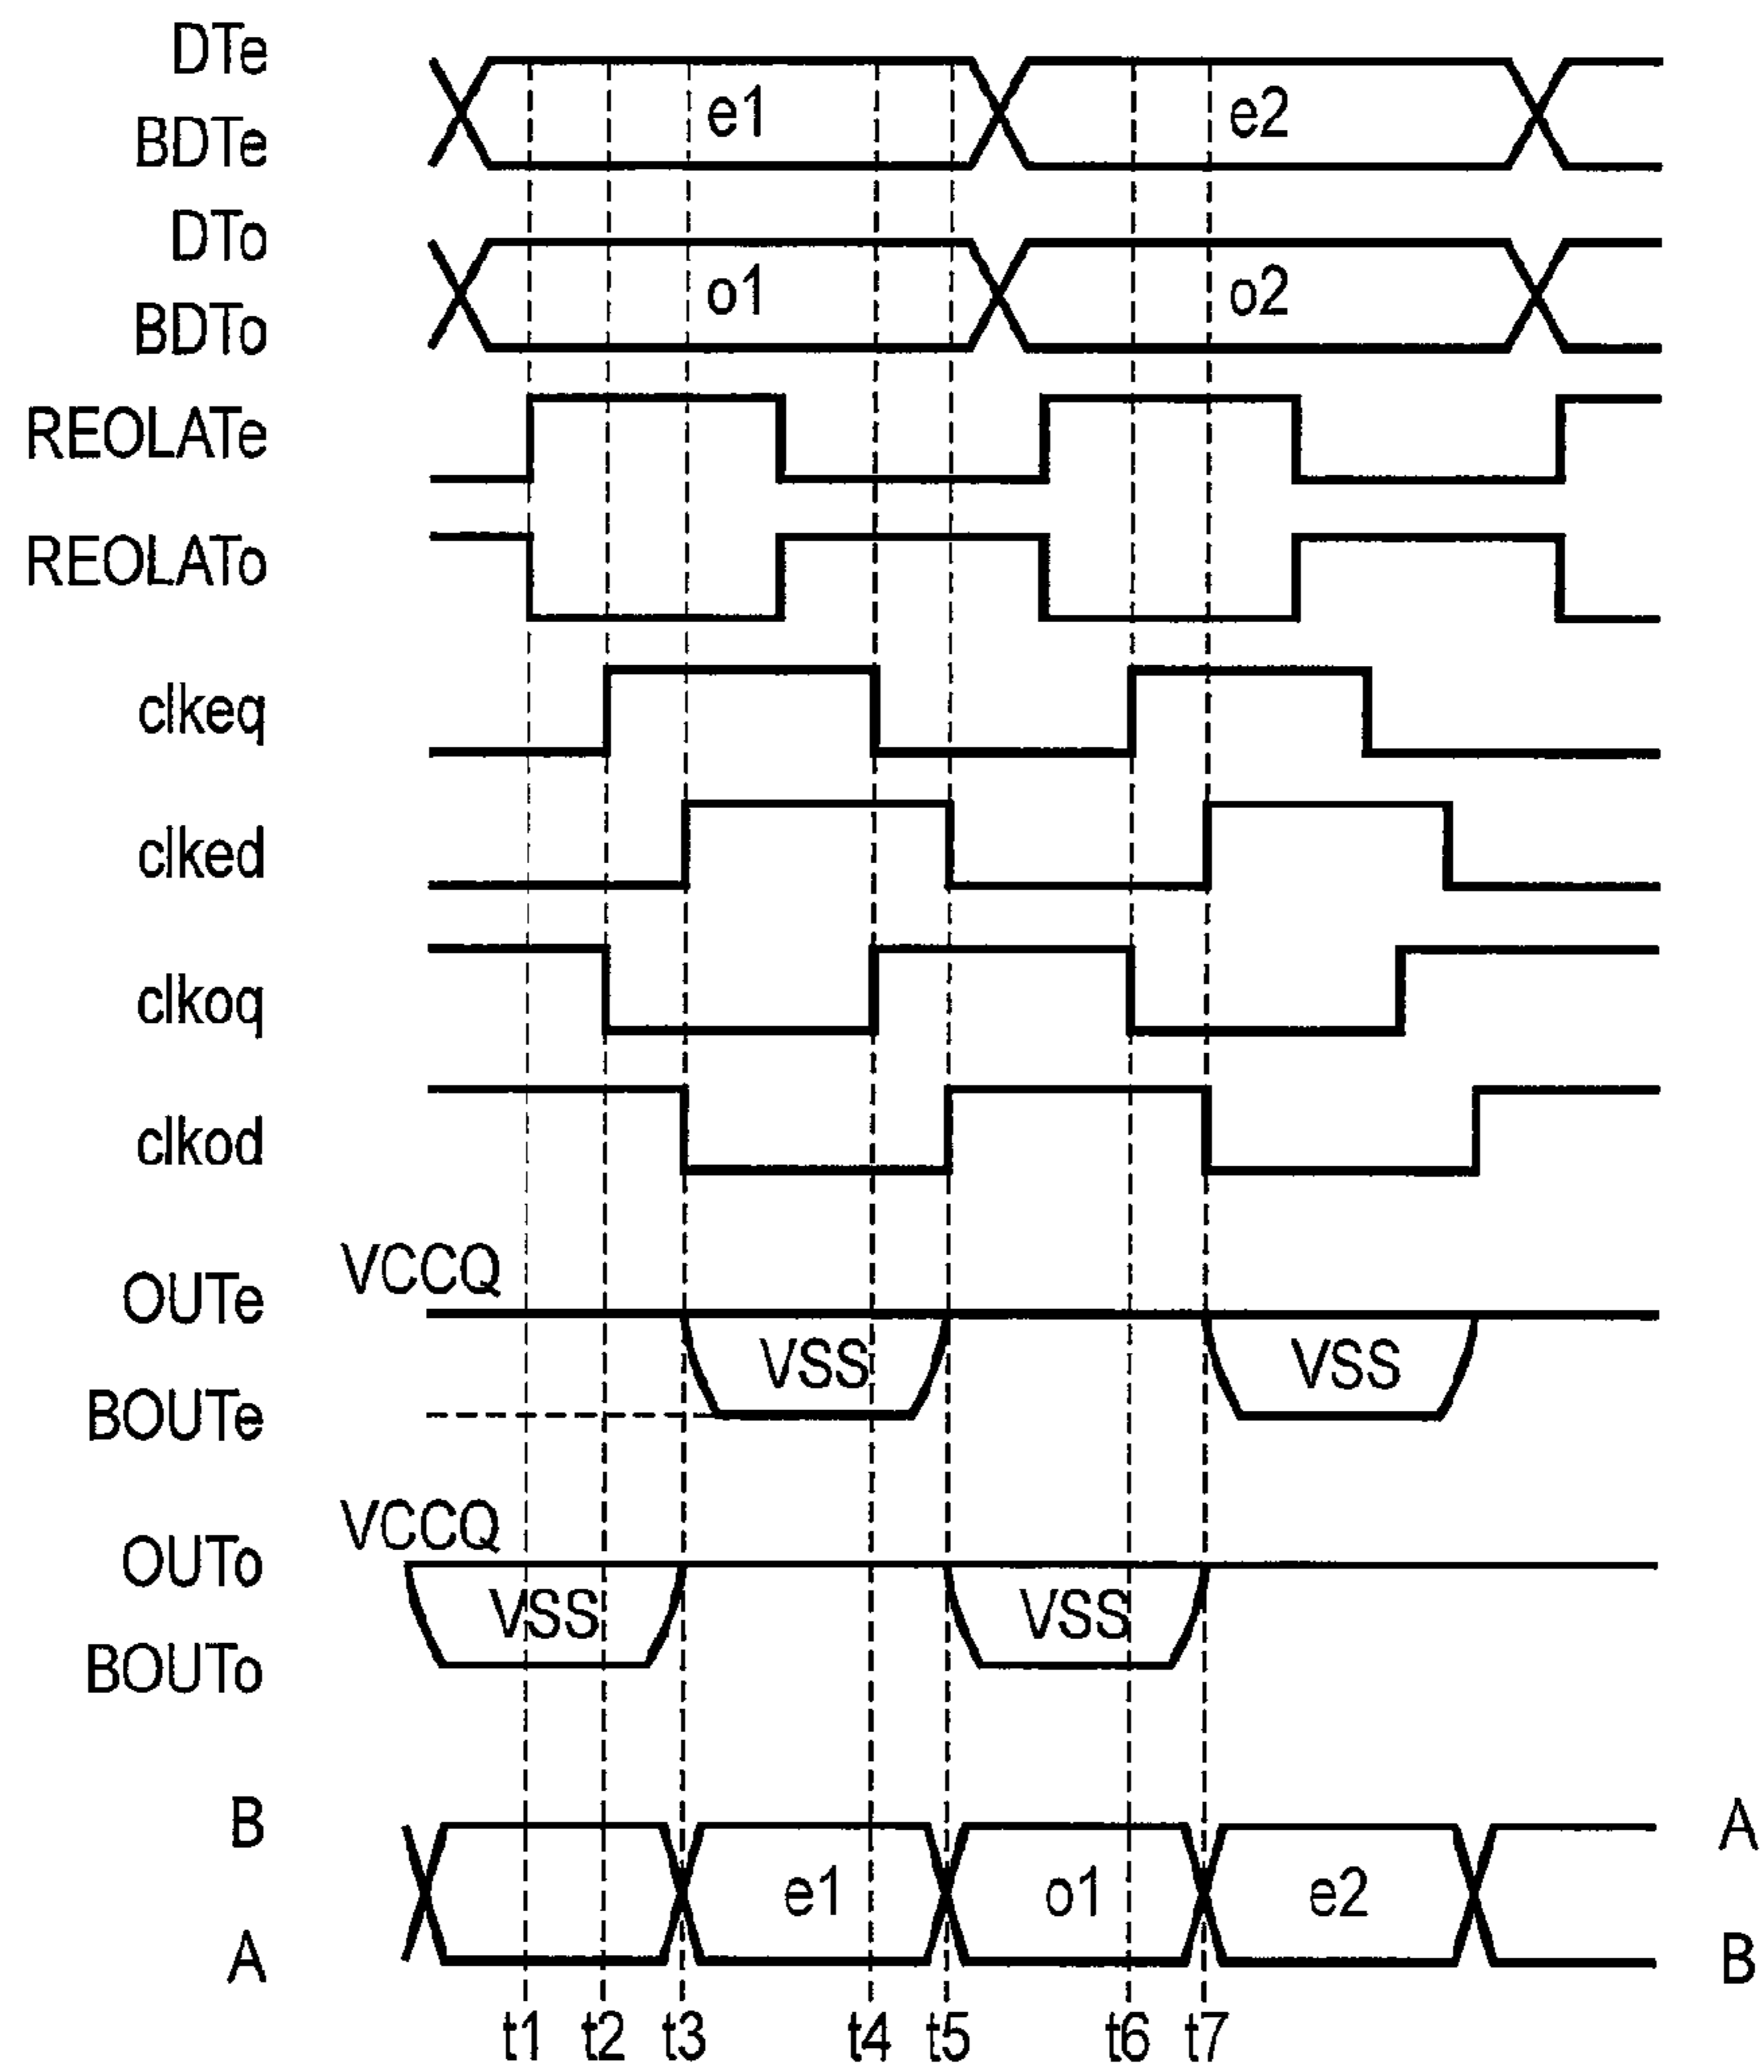 DTe
e1 e2
BDTe
DTo
o1 o2
BDTo
REOLATe
REOLATo
clkeq
clked
clkoq
clkod
VCCQ
OUTe
VSS VSS
BOUTe
VCCQ
OUTo
VSS VSS
BOUTo
B A
e1 o1 e2
A B
t1 t2 t3 t4 t5 t6 t7